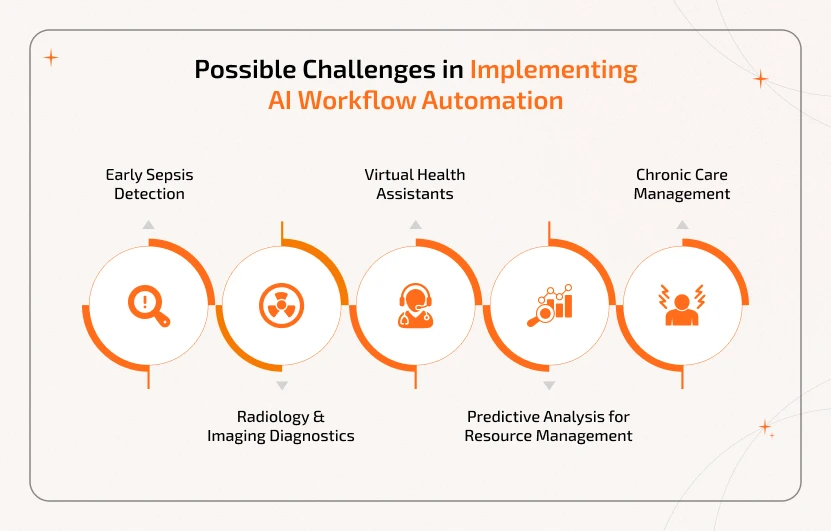 Possible Challenges in Implementing
AI Workflow Automation
Early Sepsis
Detection
Virtual Health
Assistants
Chronic Care
Management
Radiology &
Imaging Diagnostics
Predictive Analysis for
Resource Management